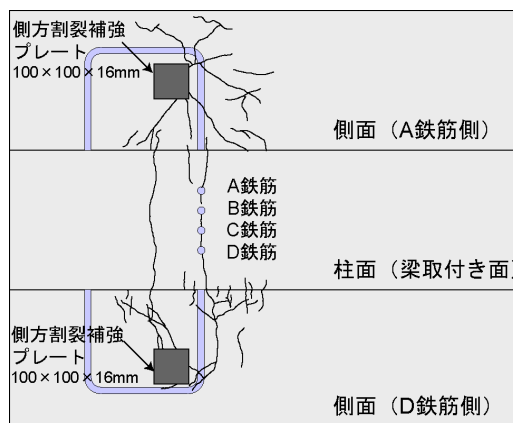 側方割裂補強
プレート
100×100×16mm
側面（A鉄筋側）
A鉄筋
B鉄筋
C鉄筋
D鉄筋
柱面（梁取付き面）
側方割裂補強
プレート
100×100×16mm
側面（D鉄筋側）